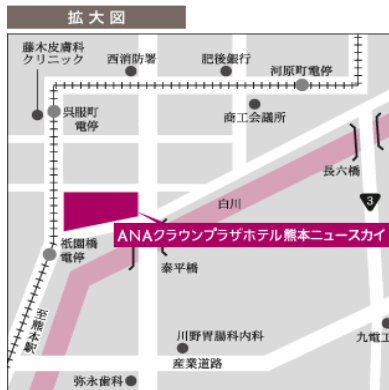 拡大図
藤木皮膚科
クリニック
西消防署
肥後銀行
河原町電停
呉服町
電停
商工会議所
長六橋
白川
3
ANAクラウンプラザホテル熊本ニュースカイ
祇園橋
電停
泰平橋
至熊本駅
川野胃腸科内科
九電工
産業道路
弥永歯科